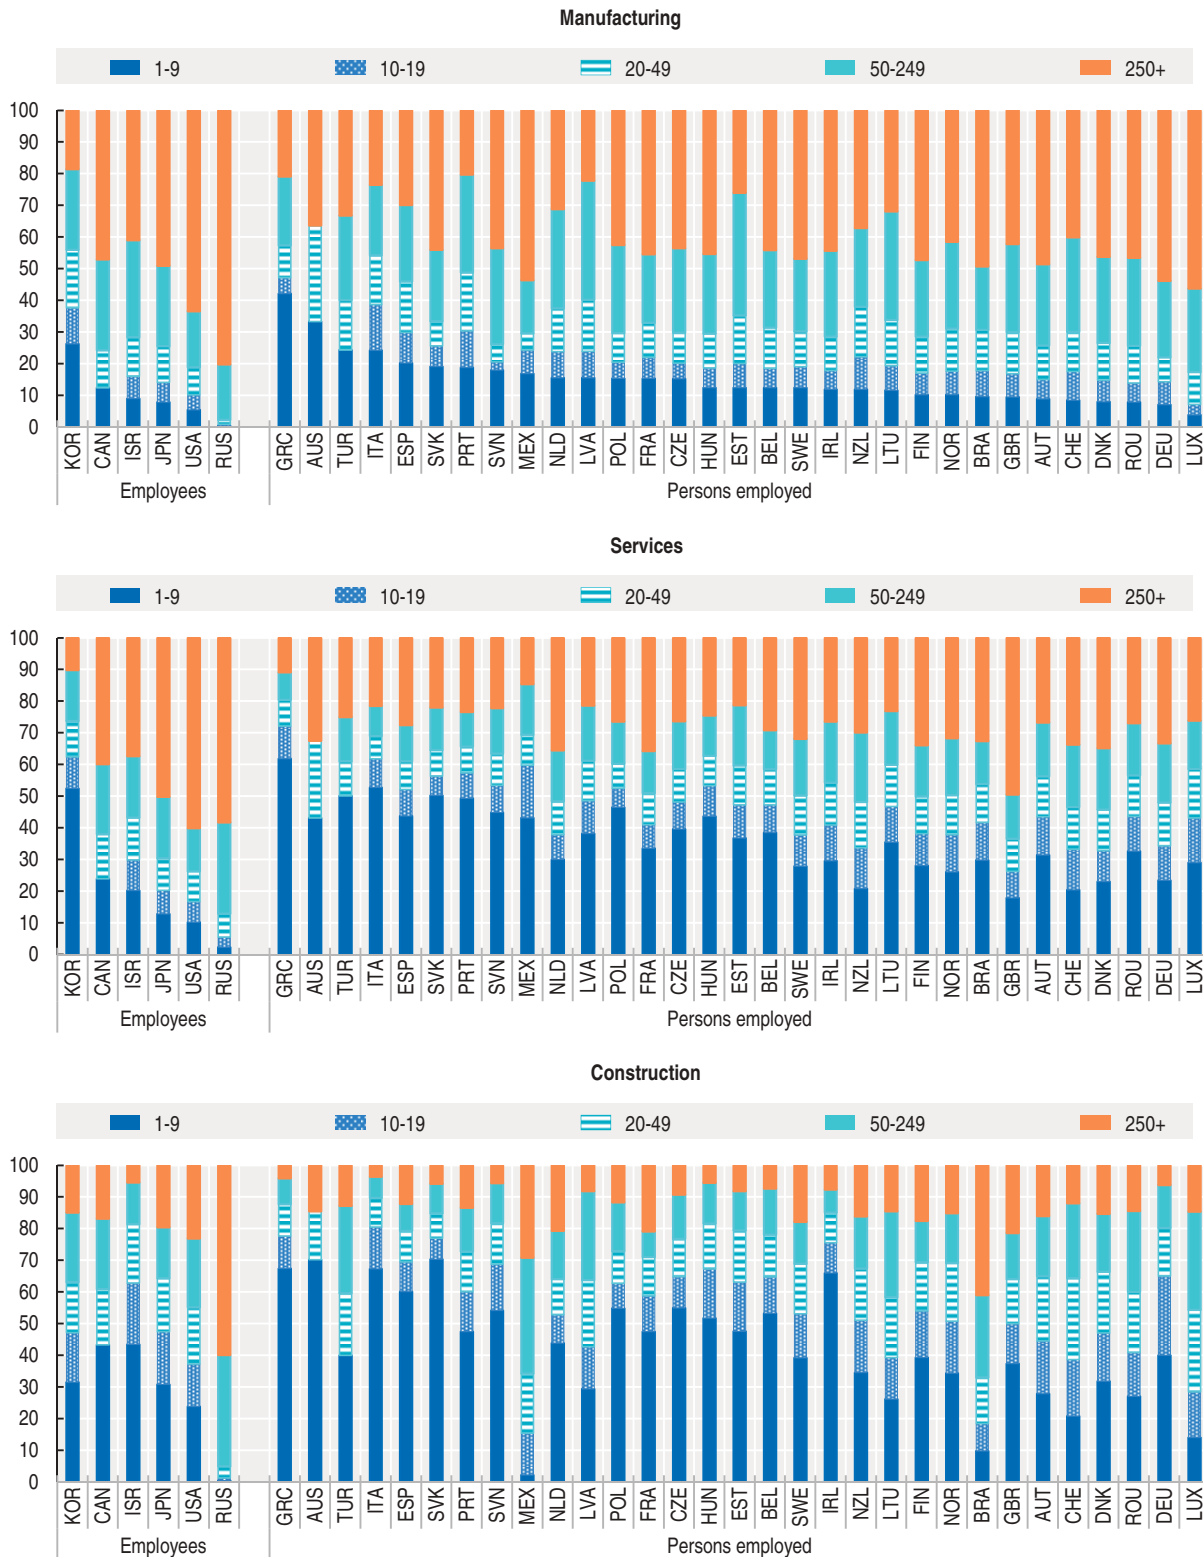 Manufacturing
1-9 10-19 20-49 50-249 250+
100
90
80
70
60
50
40
30
20
10
0
KOR CAN ISR JPN USA RUS GRC AUS TUR ITA ESP SVK PRT SVN MEX NLD LVA POL FRA CZE HUN EST BEL SWE IRL NZL LTU FIN NOR BRA GBR AUT CHE DNK ROU DEU LUX
Employees Persons employed
Services
1-9 10-19 20-49 50-249 250+
100
90
80
70
60
50
40
30
20
10
0
KOR CAN ISR JPN USA RUS GRC AUS TUR ITA ESP SVK PRT SVN MEX NLD LVA POL FRA CZE HUN EST BEL SWE IRL NZL LTU FIN NOR BRA GBR AUT CHE DNK ROU DEU LUX
Employees Persons employed
Construction
1-9 10-19 20-49 50-249 250+
100
90
80
70
60
50
40
30
20
10
0
KOR CAN ISR JPN USA RUS GRC AUS TUR ITA ESP SVK PRT SVN MEX NLD LVA POL FRA CZE HUN EST BEL SWE IRL NZL LTU FIN NOR BRA GBR AUT CHE DNK ROU DEU LUX
Employees Persons employed